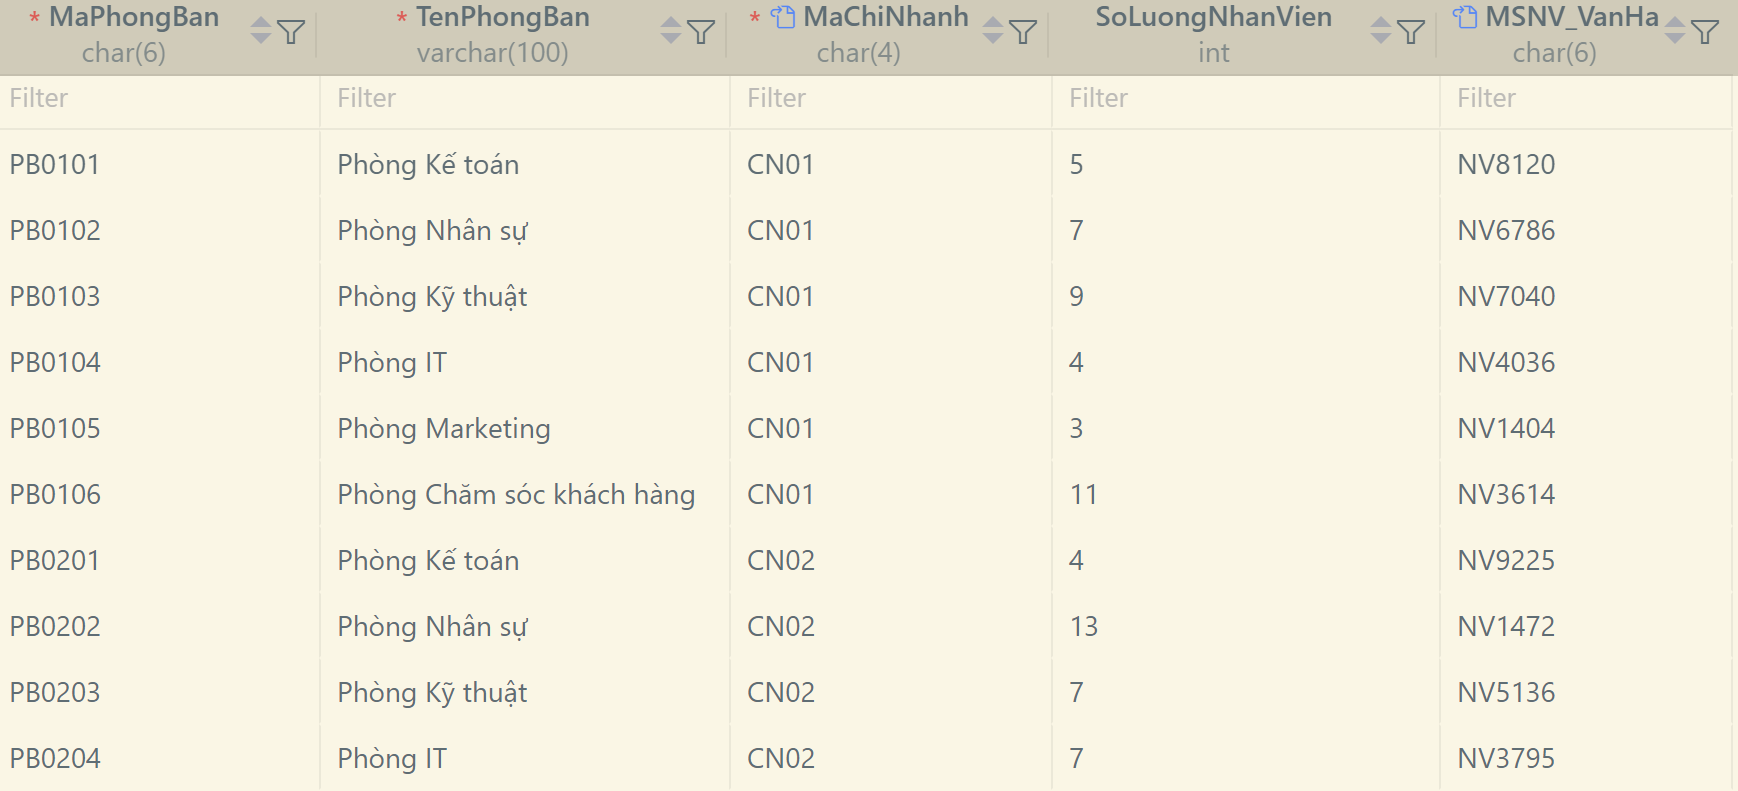 * MaPhongBan * TenPhongBan * MaChiNhanh SoLuongNhanVien MSNV_VanHa
char(6) varchar(100) char(4) int char(6)
Filter Filter Filter Filter Filter
PB0101 Phòng Kế toán CN01 5 NV8120
PB0102 Phòng Nhân sự CN01 7 NV6786
PB0103 Phòng Kỹ thuật CN01 9 NV7040
PB0104 Phòng IT CN01 4 NV4036
PB0105 Phòng Marketing CN01 3 NV1404
PB0106 Phòng Chăm sóc khách hàng CN01 11 NV3614
PB0201 Phòng Kế toán CN02 4 NV9225
PB0202 Phòng Nhân sự CN02 13 NV1472
PB0203 Phòng Kỹ thuật CN02 7 NV5136
PB0204 Phòng IT CN02 7 NV3795